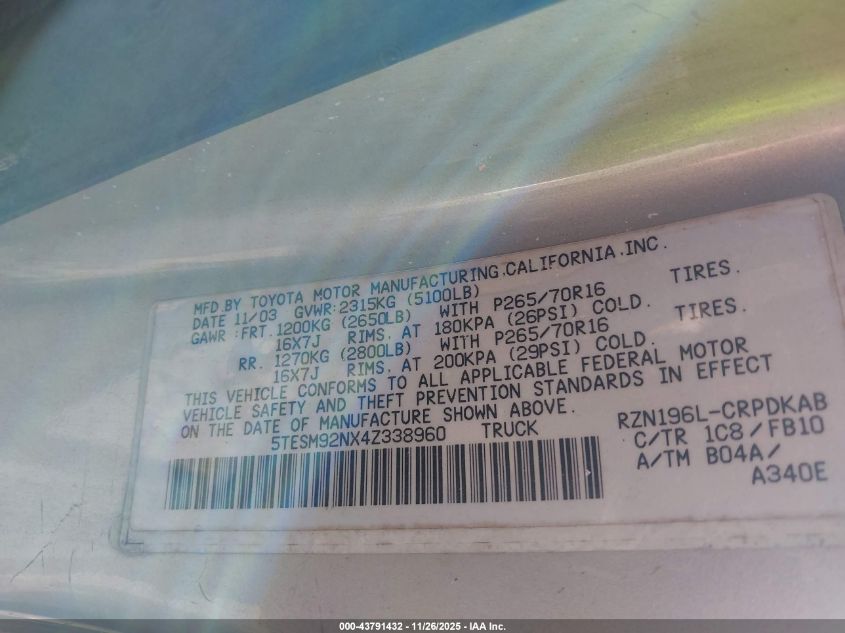 MFD.BY TOYOTA MOTOR MANUFACTURING.CALIFORNIA.INC.
DATE 11/03 GVWR:2315KG (5100LB)
GAWR:FRT.1200KG (2650LB) WITH P265/70R16 TIRES.
16X7J RIMS. AT 180KPA (26PSI) COLD.
RR. 1270KG (2800LB) WITH P265/70R16 TIRES.
16X7J RIMS. AT 200KPA (29PSI) COLD.
THIS VEHICLE CONFORMS TO ALL APPLICABLE FEDERAL MOTOR
VEHICLE SAFETY AND THEFT PREVENTION STANDARDS IN EFFECT
ON THE DATE OF MANUFACTURE SHOWN ABOVE.
5TESM92NX4Z338960 TRUCK
RZN196L-CRPDKAB
C/TR 1C8/FB10
A/TM B04A/
A340E
000-43791432 - 11/26/2025 - IAA Inc.